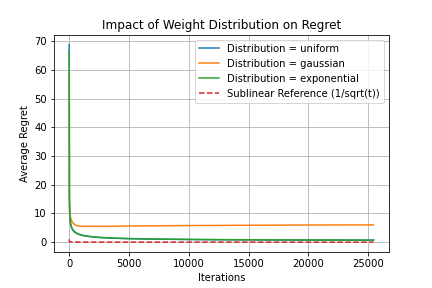 Impact of Weight Distribution on Regret
Distribution = uniform
Distribution = gaussian
Distribution = exponential
Sublinear Reference (1/sqrt(t))
Average Regret
70
60
50
40
30
20
10
0
0 5000 10000 15000 20000 25000
Iterations